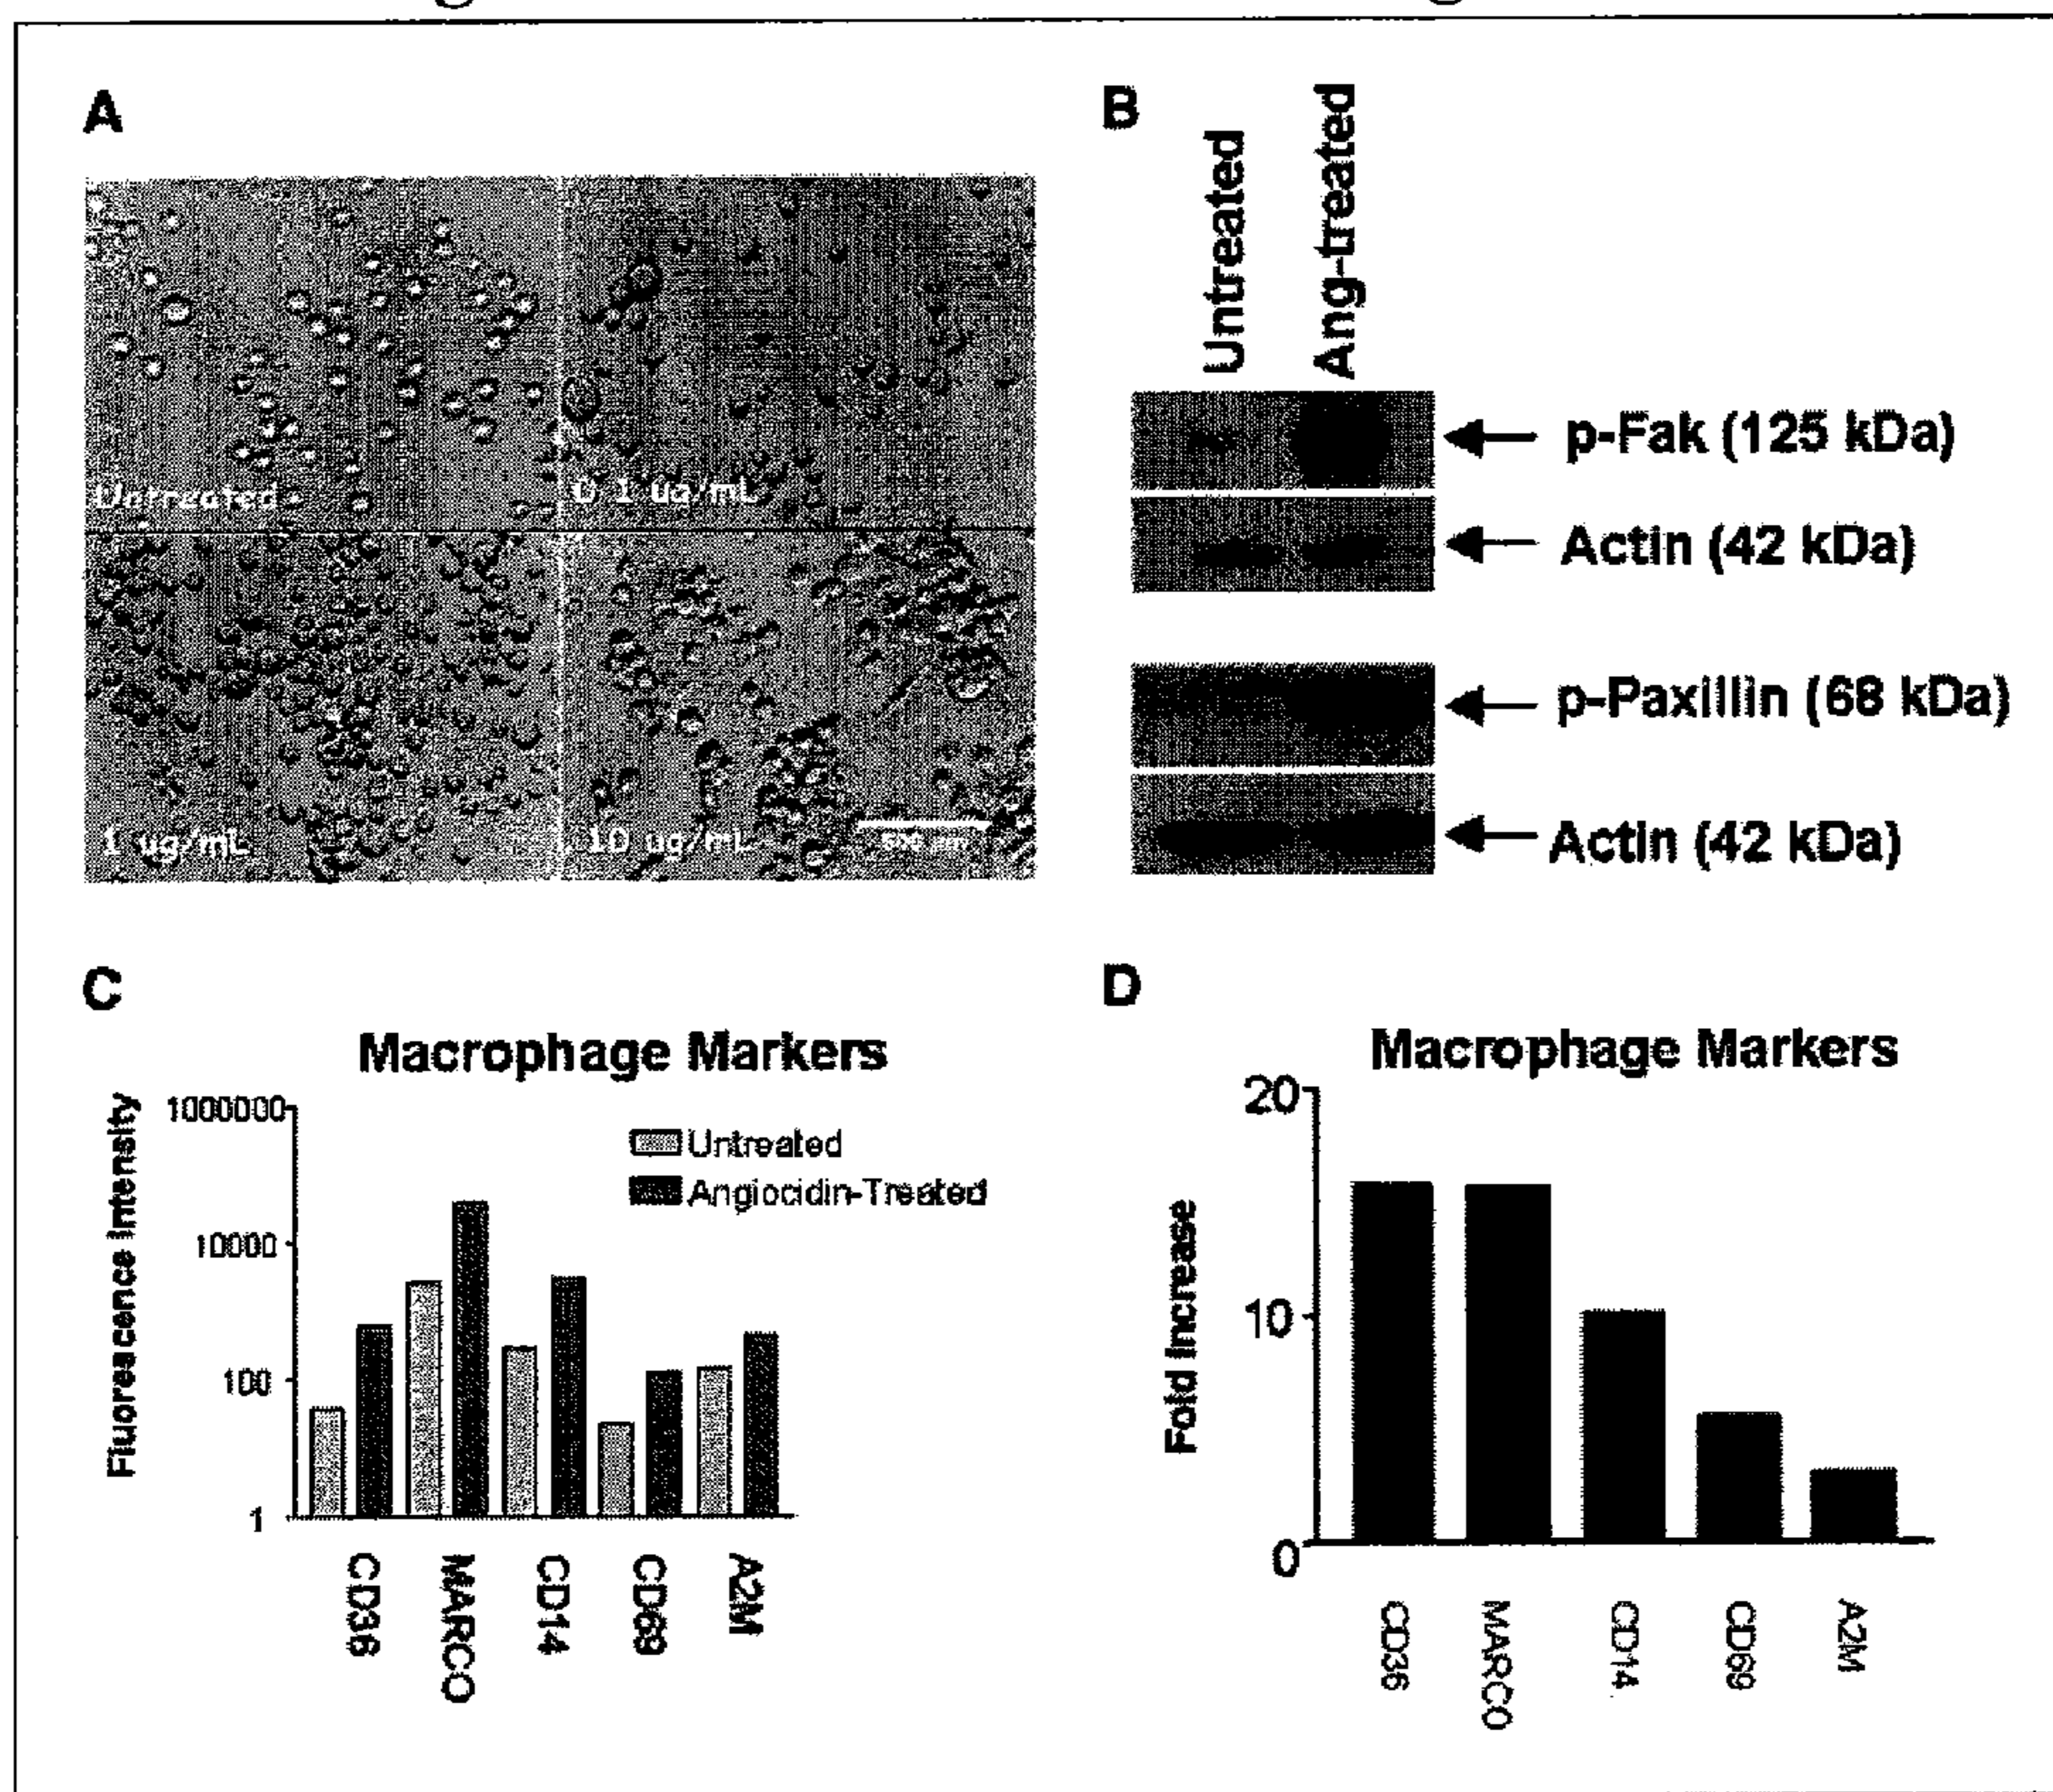 A
Untreated
0 1 ug/mL
1 ug/mL
10 ug/mL
B
Untreated
Ang-treated
p-Fak (125 kDa)
Actin (42 kDa)
p-Paxillin (68 kDa)
Actin (42 kDa)
C
Macrophage Markers
Fluorescence Intensity
1000000
10000
100
1
Untreated
Angiocidin-Treated
CD36
MARCO
CD14
CD69
A2M
D
Macrophage Markers
Fold Increase
20
10
0
CD36
MARCO
CD14
CD69
A2M